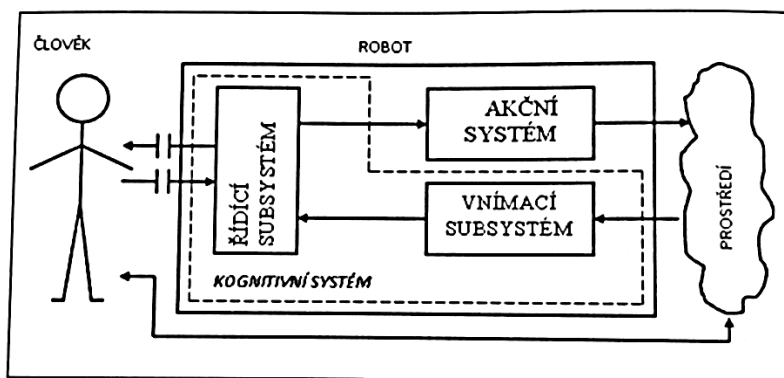 ČLOVĚK
ROBOT
ŘÍDÍCÍ
SUBSYSTÉM
AKČNÍ
SYSTÉM
VNÍMACÍ
SUBSYSTÉM
KOGNITIVNÍ SYSTÉM
PROSTŘEDÍ